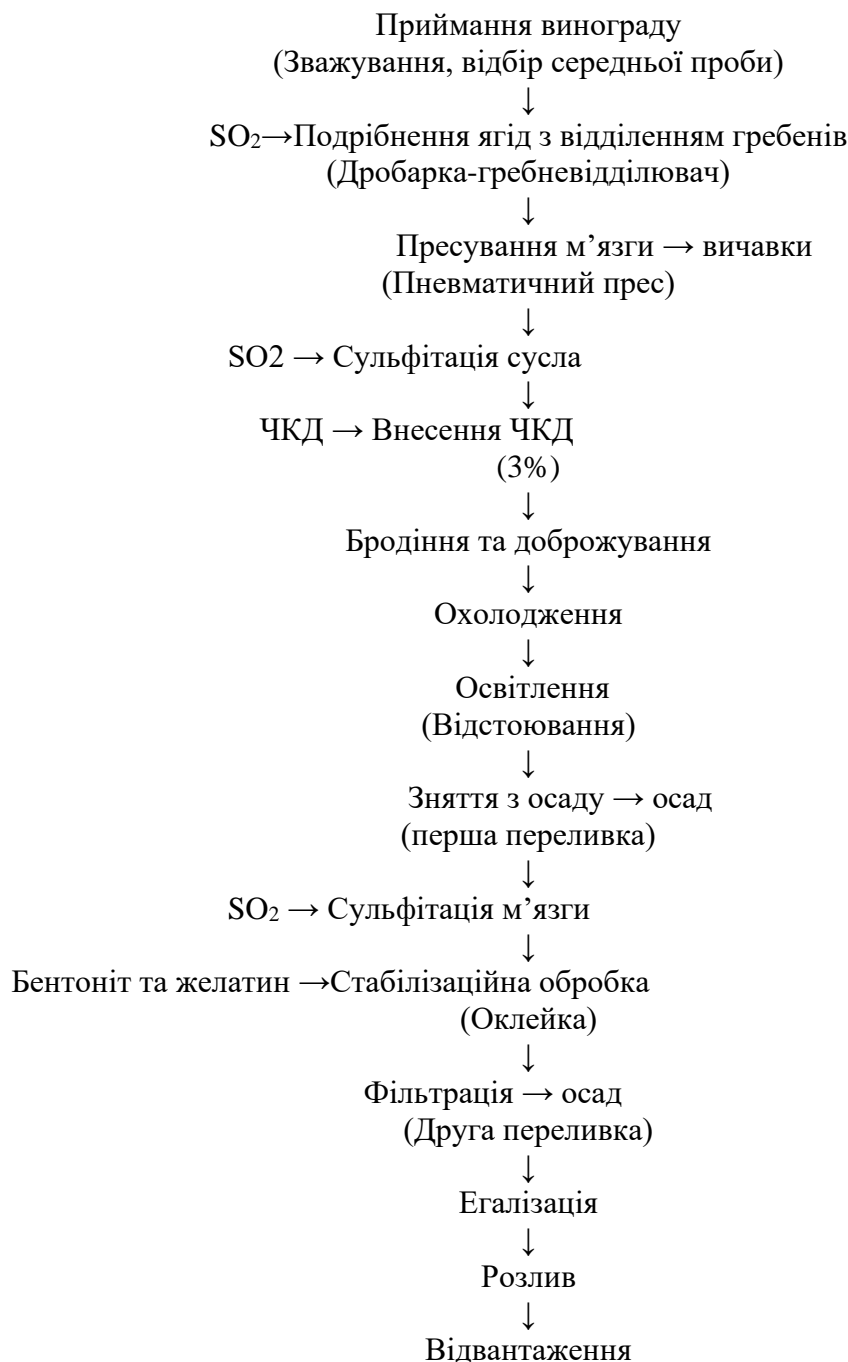 Приймання винограду
(Зважування, відбір середньої проби)
↓
SO₂→Подрібнення ягід з відділенням гребенів
(Дробарка-гребневідділювач)
↓
Пресування м’язги → вичавки
(Пневматичний прес)
↓
SO2 → Сульфітація сусла
↓
ЧКД → Внесення ЧКД
(3%)
↓
Бродіння та доброжування
↓
Охолодження
↓
Освітлення
(Відстоювання)
↓
Зняття з осаду → осад
(перша переливка)
↓
SO₂ → Сульфітація м’язги
↓
Бентоніт та желатин →Стабілізаційна обробка
(Оклейка)
↓
Фільтрація → осад
(Друга переливка)
↓
Егалізація
↓
Розлив
↓
Відвантаження